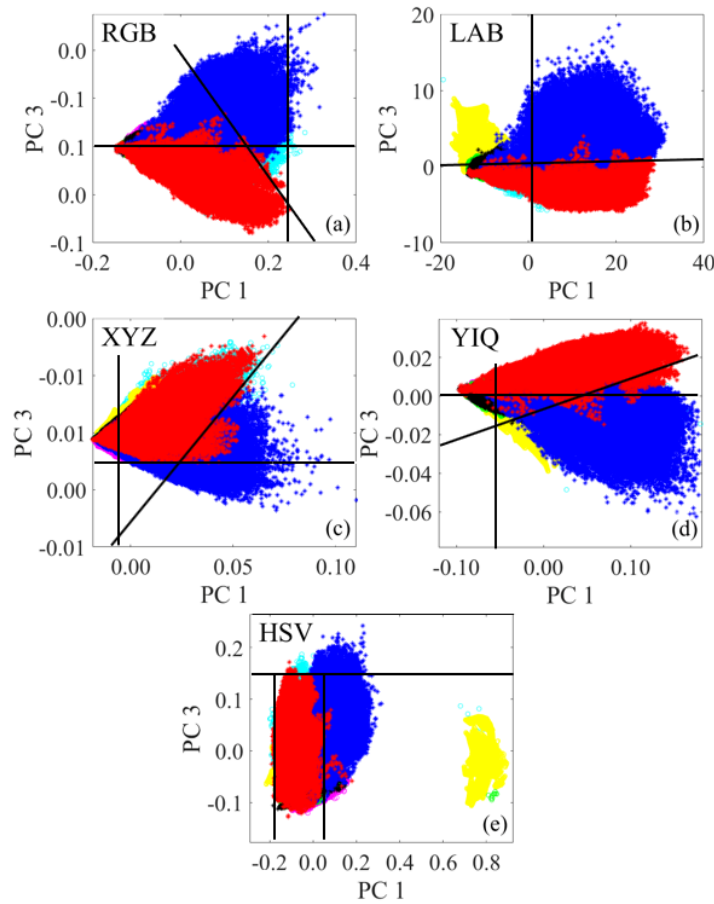 RGB
0.0
-0.1
0.1
0.0
-0.1
PC 3
-0.2 0.0 0.2 0.4
PC 1
(a)
LAB
20
10
0
-10
PC 3
-20 0 20 40
PC 1
(b)
XYZ
0.00
-0.01
0.01
0.00
-0.01
PC 3
0.00 0.05 0.10
PC 1
(c)
YIQ
0.02
0.00
-0.02
-0.04
-0.06
PC 3
-0.10 0.00 0.10
PC 1
(d)
HSV
0.2
0.1
0.0
-0.1
PC 3
-0.2 0.0 0.2 0.4 0.6 0.8
PC 1
(e)